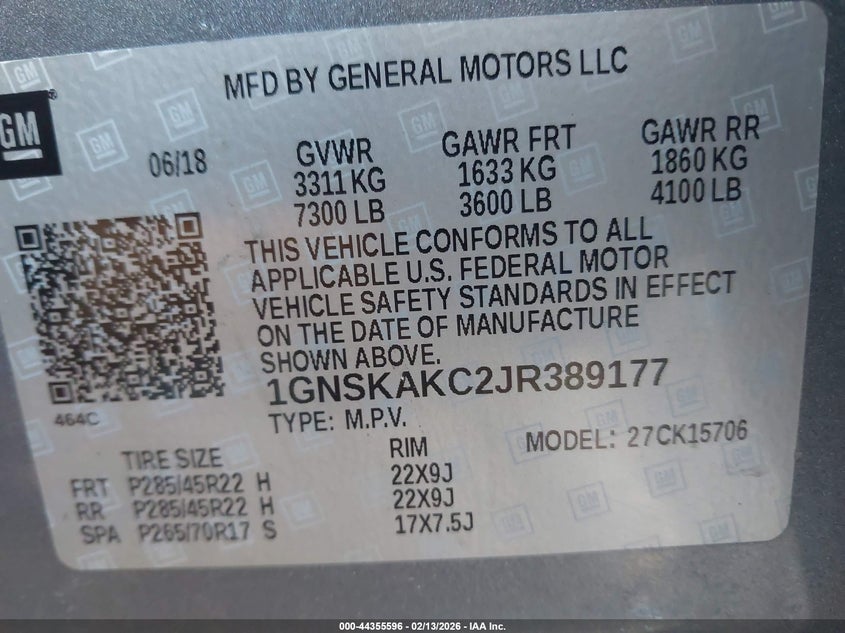 MFD BY GENERAL MOTORS LLC
GM
06/18
GVWR
3311 KG
7300 LB
GAWR FRT
1633 KG
3600 LB
GAWR RR
1860 KG
4100 LB
THIS VEHICLE CONFORMS TO ALL
APPLICABLE U.S. FEDERAL MOTOR
VEHICLE SAFETY STANDARDS IN EFFECT
ON THE DATE OF MANUFACTURE
SHOWN ABOVE.
1GNSKAKC2JR389177
464C
TYPE: M.P.V.
MODEL: 27CK15706
TIRE SIZE RIM
FRT P285/45R22 H 22X9J
RR P285/45R22 H 22X9J
SPA P265/70R17 S 17X7.5J
000-44355596 - 02/13/2026 - IAA Inc.